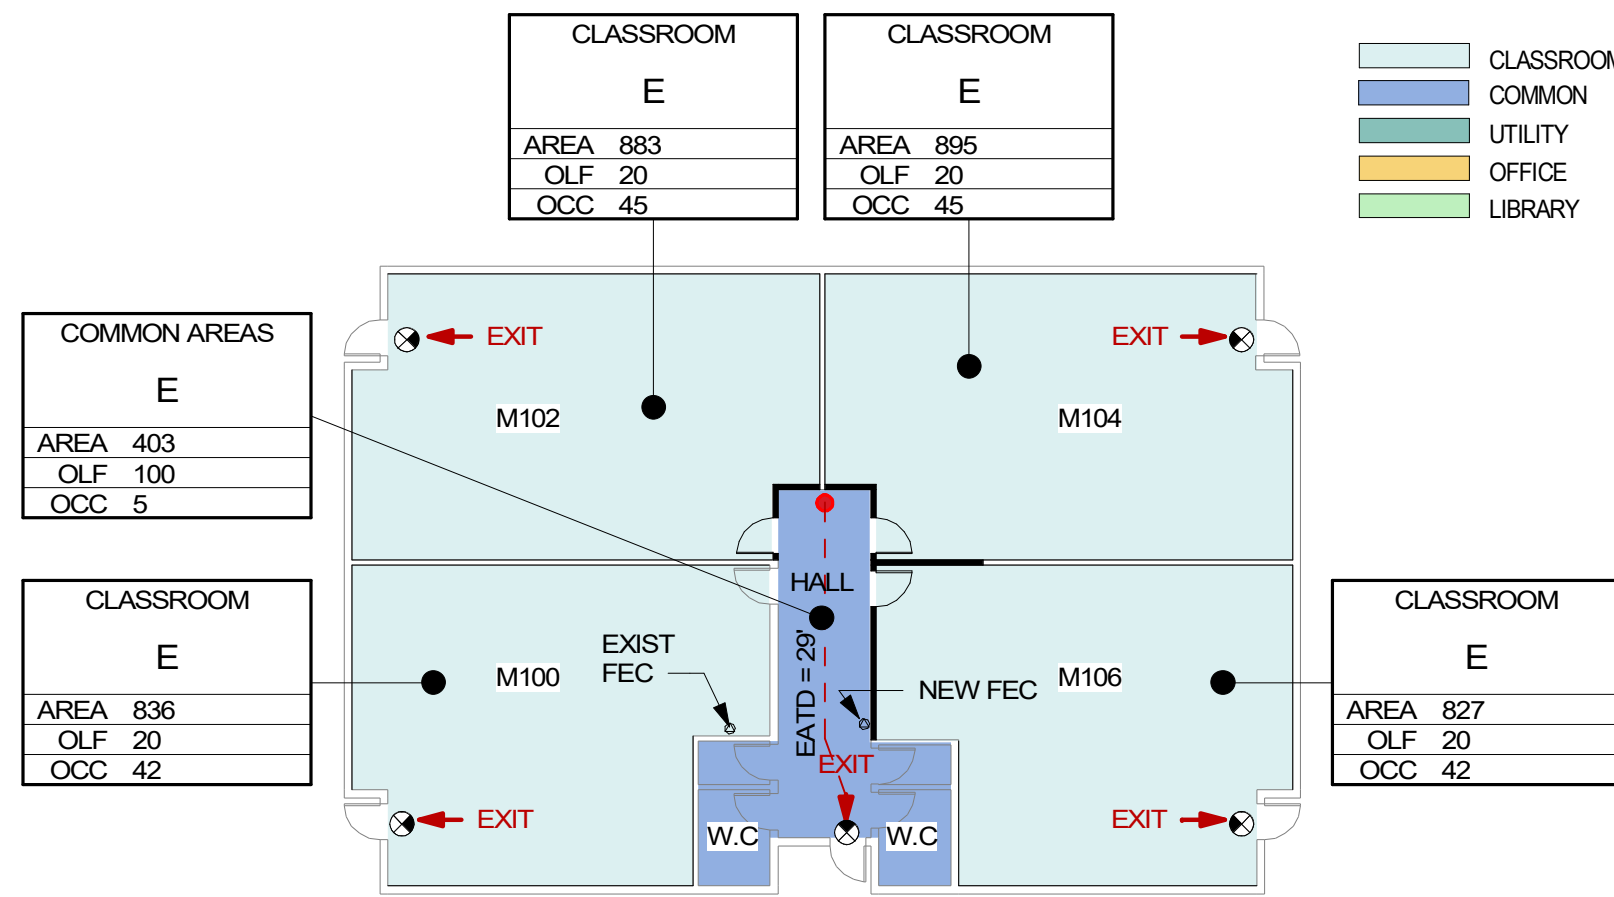 CLASSROOM
E
AREA 883
OLF 20
OCC 45
CLASSROOM
E
AREA 895
OLF 20
OCC 45
CLASSROOM
COMMON
UTILITY
OFFICE
LIBRARY
COMMON AREAS
E
AREA 403
OLF 100
OCC 5
EXIT
EXIT
M102
M104
CLASSROOM
E
AREA 836
OLF 20
OCC 42
HALL
EXIST
FEC
M100
EATD = 29'
NEW FEC
M106
CLASSROOM
E
AREA 827
OLF 20
OCC 42
EXIT
EXIT
EXIT
W.C
W.C